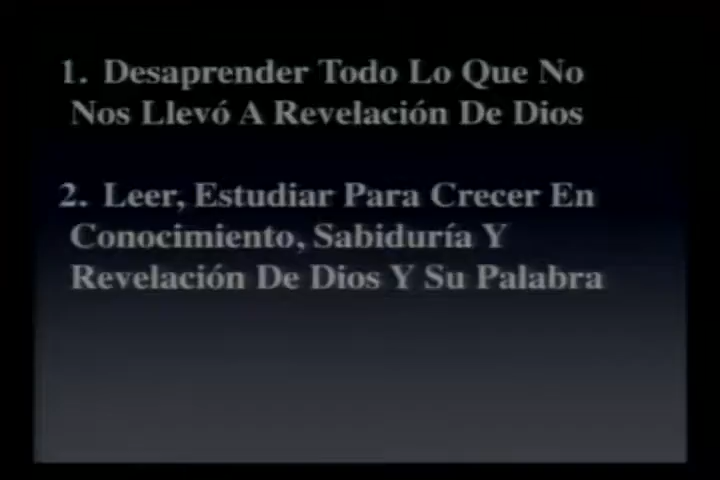 1. Desaprender Todo Lo Que No
Nos Llevó A Revelación De Dios
2. Leer, Estudiar Para Crecer En
Conocimiento, Sabiduría Y
Revelación De Dios Y Su Palabra